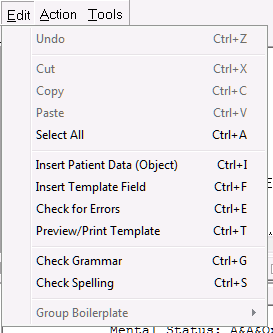 Edit Action Tools
Undo Ctrl+Z
Cut Ctrl+X
Copy Ctrl+C
Paste Ctrl+V
Select All Ctrl+A
Insert Patient Data (Object) Ctrl+I
Insert Template Field Ctrl+F
Check for Errors Ctrl+E
Preview/Print Template Ctrl+T
Check Grammar Ctrl+G
Check Spelling Ctrl+S
Group Boilerplate
Mental Status: